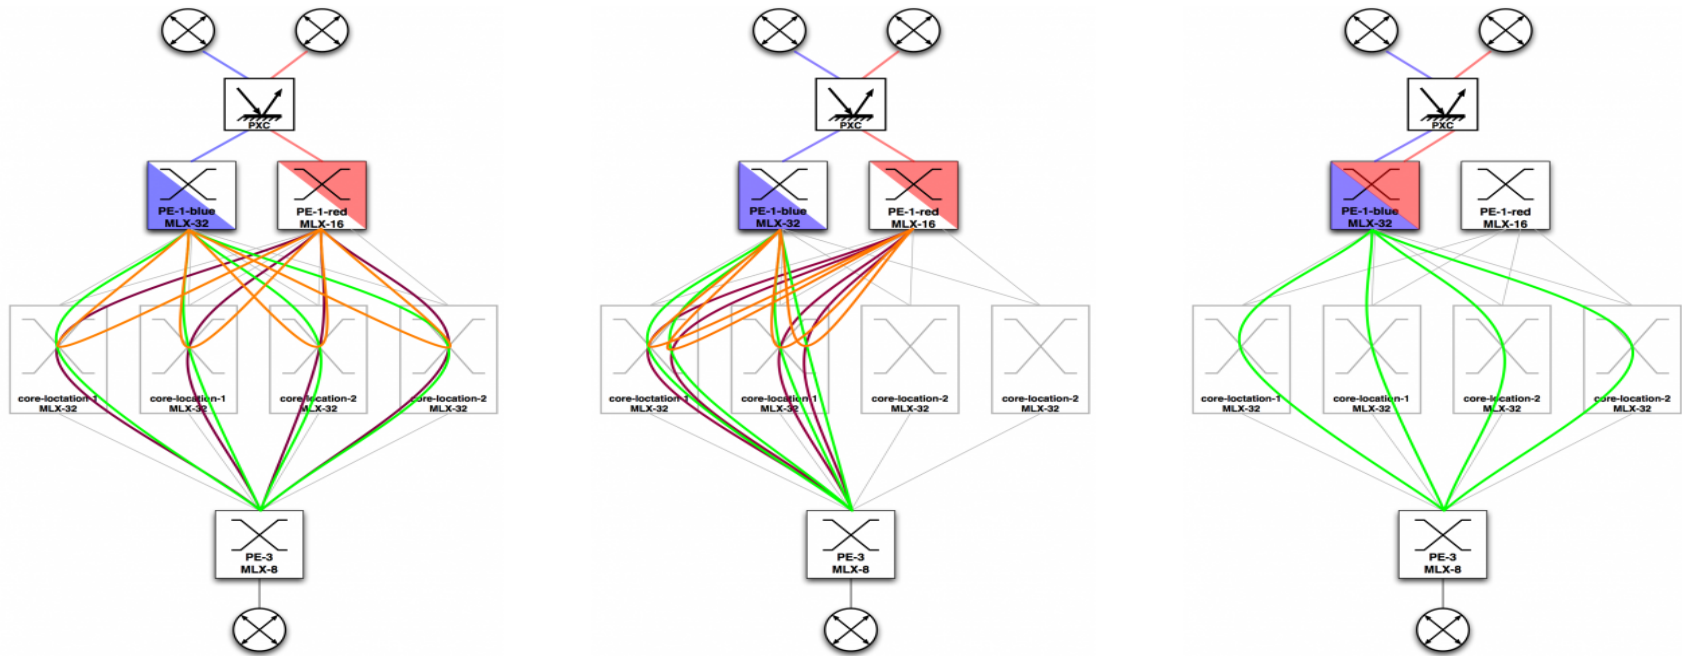 PXC
PE-1-blue
MLX-32
PE-1-red
MLX-16
core-loctation-1
MLX-32
core-location-1
MLX-32
core-location-2
MLX-32
core-location-2
MLX-32
PE-3
MLX-8
PXC
PE-1-blue
MLX-32
PE-1-red
MLX-16
core-loctation-1
MLX-32
core-location-1
MLX-32
core-location-2
MLX-32
core-location-2
MLX-32
PE-3
MLX-8
PXC
PE-1-blue
MLX-32
PE-1-red
MLX-16
core-loctation-1
MLX-32
core-location-1
MLX-32
core-location-2
MLX-32
core-location-2
MLX-32
PE-3
MLX-8